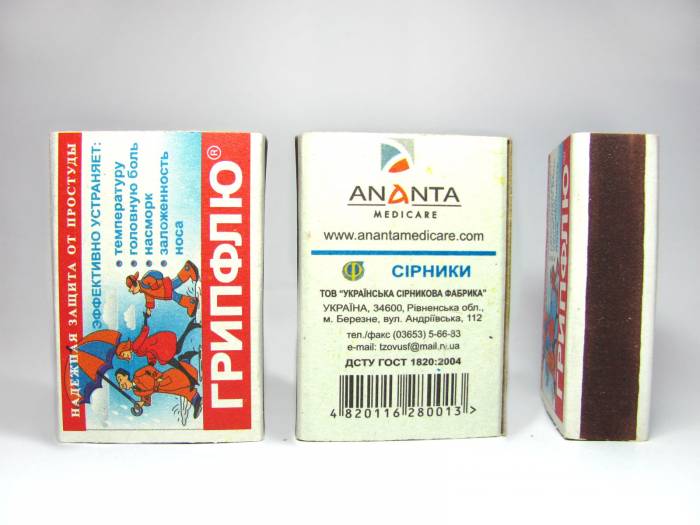 НАДЕЖНАЯ ЗАЩИТА ОТ ПРОСТУДЫ
ЭФФЕКТИВНО УСТРАНЯЕТ:
• температуру
• головную боль
• насморк
• заложенность
носа
ГРИПФЛЮ®
ANANTA
MEDICARE
www.anantamedicare.com
СІРНИКИ
ТОВ "УКРАЇНСЬКА СІРНИКОВА ФАБРИКА"
УКРАЇНА, 34600, Рівненська обл.,
м. Березне, вул. Андріївська, 112
тел./факс (03653) 5-66-33
e-mail: tzovusf@mail.ru.ua
ДСТУ ГОСТ 1820:2004
4 820116 280013 >
ГРИПФЛЮ®